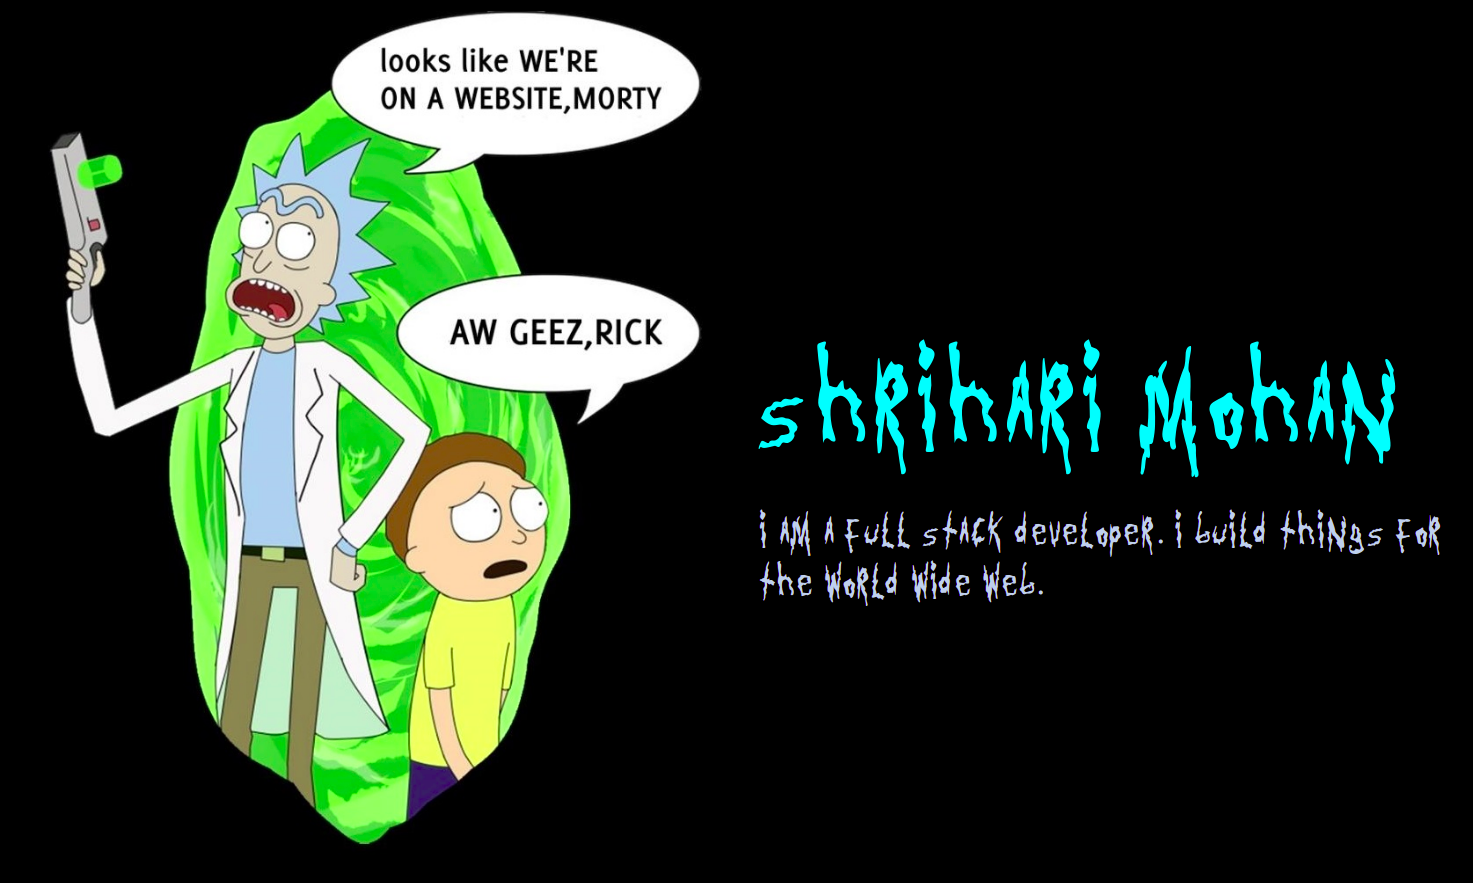 looks like WE'RE
ON A WEBSITE,MORTY
AW GEEZ,RICK
shRihARi MohAN
i AM A FuLL stACK developeR. i build thiNgs FoR
the WoRLd Wide Web.